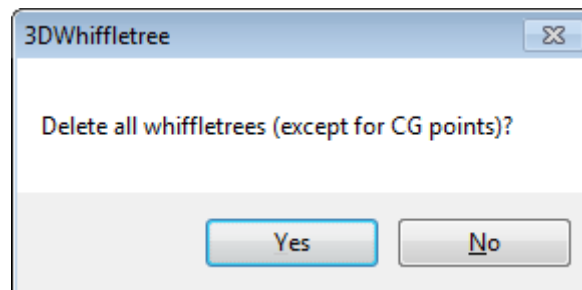 3DWhiffletree
Delete all whiffletrees (except for CG points)?
Yes
No